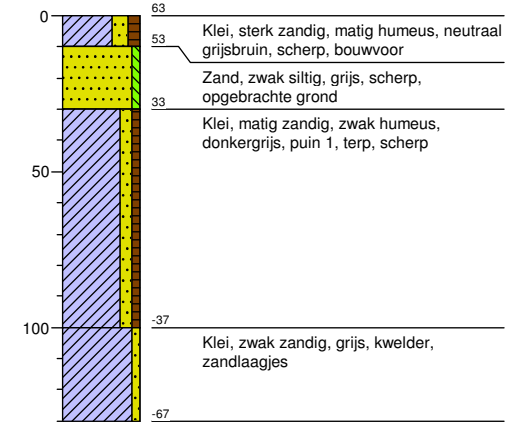 0
63
Klei, sterk zandig, matig humeus, neutraal
grijsbruin, scherp, bouwvoor
53
Zand, zwak siltig, grijs, scherp,
opgebrachte grond
33
Klei, matig zandig, zwak humeus,
donkergrijs, puin 1, terp, scherp
50
100
-37
Klei, zwak zandig, grijs, kwelder,
zandlaagjes
-67